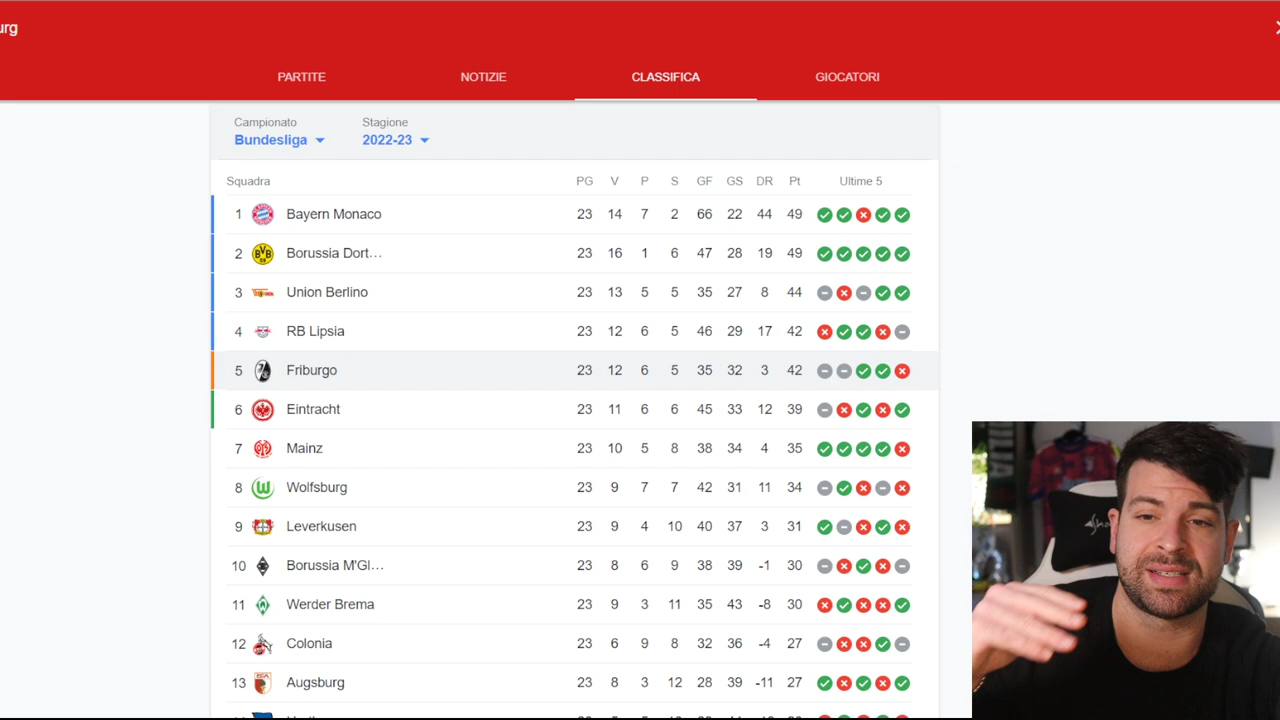 urg
PARTITE NOTIZIE CLASSIFICA GIOCATORI
Campionato Stagione
Bundesliga 2022-23
Squadra PG V P S GF GS DR Pt Ultime 5
1 Bayern Monaco 23 14 7 2 66 22 44 49
2 Borussia Dort... 23 16 1 6 47 28 19 49
3 Union Berlino 23 13 5 5 35 27 8 44
4 RB Lipsia 23 12 6 5 46 29 17 42
5 Friburgo 23 12 6 5 35 32 3 42
6 Eintracht 23 11 6 6 45 33 12 39
7 Mainz 23 10 5 8 38 34 4 35
8 Wolfsburg 23 9 7 7 42 31 11 34
9 Leverkusen 23 9 4 10 40 37 3 31
10 Borussia M'Gl... 23 8 6 9 38 39 -1 30
11 Werder Brema 23 9 3 11 35 43 -8 30
12 Colonia 23 6 9 8 32 36 -4 27
13 Augsburg 23 8 3 12 28 39 -11 27